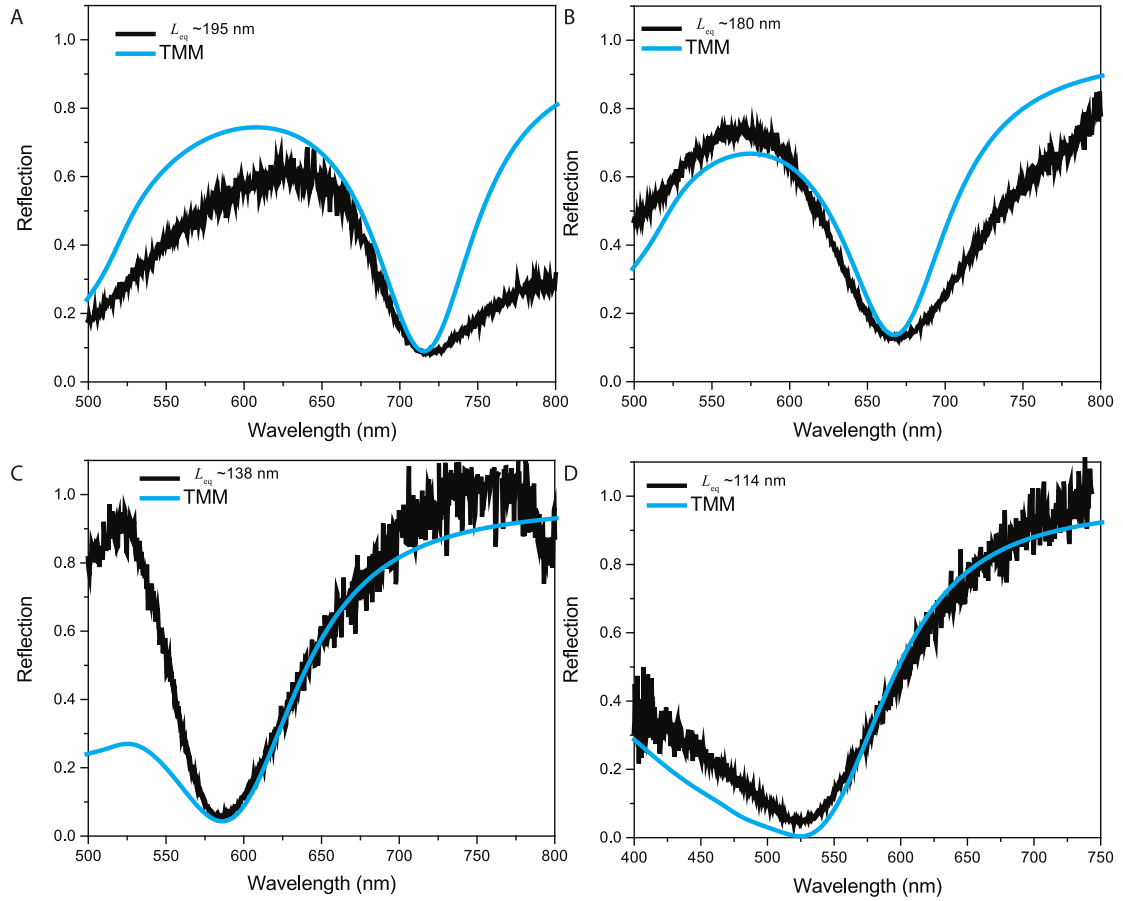 A
L_eq ~195 nm
TMM
1.0
0.8
0.6
0.4
0.2
0.0
Reflection
500 550 600 650 700 750 800
Wavelength (nm)
B
L_eq ~180 nm
TMM
1.0
0.8
0.6
0.4
0.2
0.0
Reflection
500 550 600 650 700 750 800
Wavelength (nm)
C
L_eq ~138 nm
TMM
1.0
0.8
0.6
0.4
0.2
0.0
Reflection
500 550 600 650 700 750 800
Wavelength (nm)
D
L_eq ~114 nm
TMM
1.0
0.8
0.6
0.4
0.2
0.0
Reflection
400 450 500 550 600 650 700 750
Wavelength (nm)